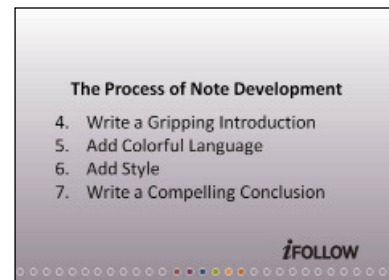 The Process of Note Development
4. Write a Gripping Introduction
5. Add Colorful Language
6. Add Style
7. Write a Compelling Conclusion
iFOLLOW